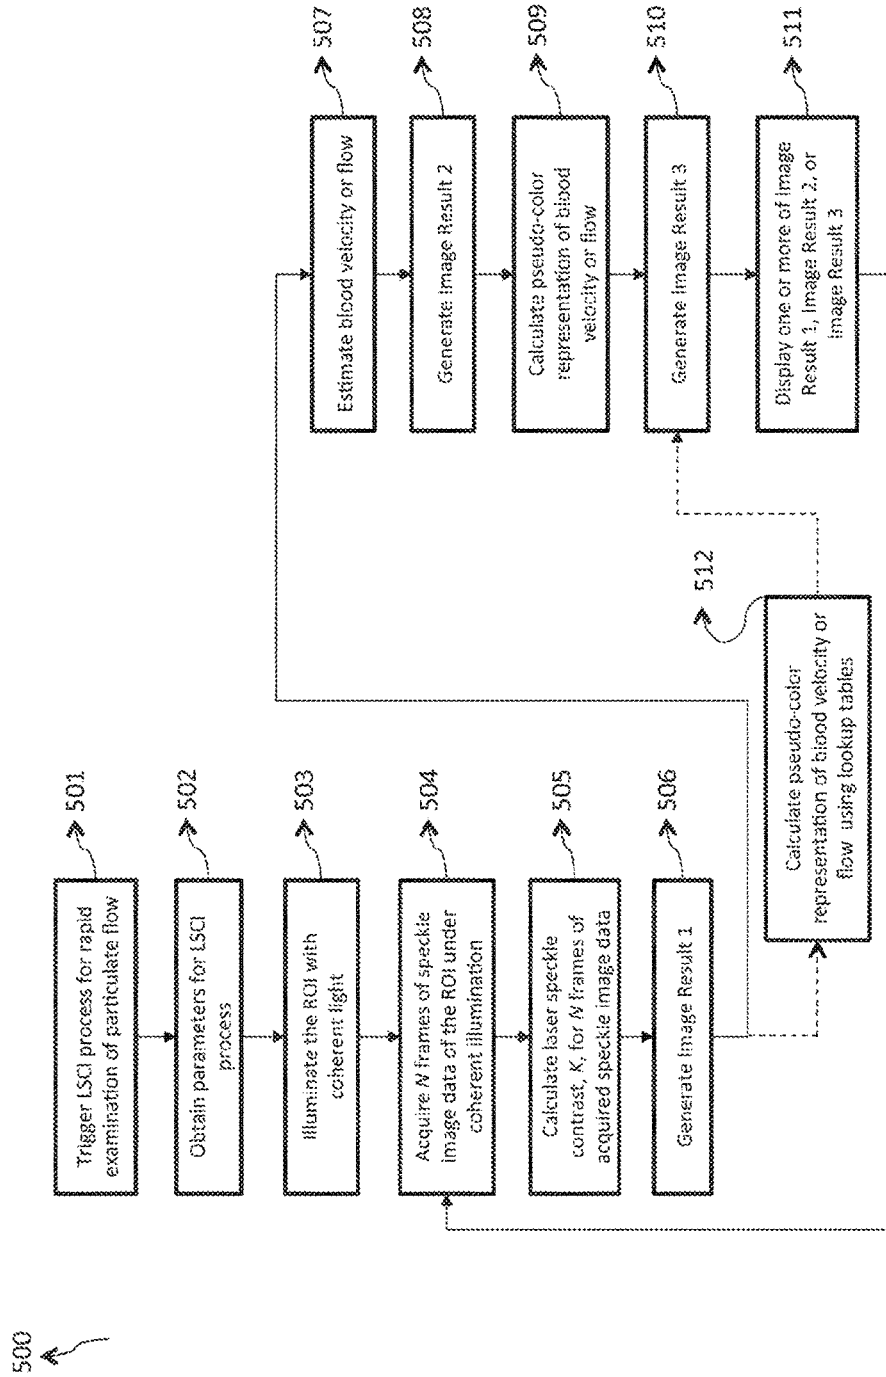 500
Trigger LSCI process for rapid
examination of particulate flow
501
Obtain parameters for LSCI
process
502
Illuminate the ROI with
coherent light
503
Acquire N frames of speckle
image data of the ROI under
coherent illumination
504
Calculate laser speckle
contrast, K, for N frames of
acquired speckle image data
505
Generate Image Result 1
506
Estimate blood velocity or flow
507
Generate Image Result 2
508
Calculate pseudo-color
representation of blood
velocity or flow
509
Generate Image Result 3
510
Display one or more of Image
Result 1, Image Result 2, or
Image Result 3
511
Calculate pseudo-color
representation of blood velocity or
flow using lookup tables
512